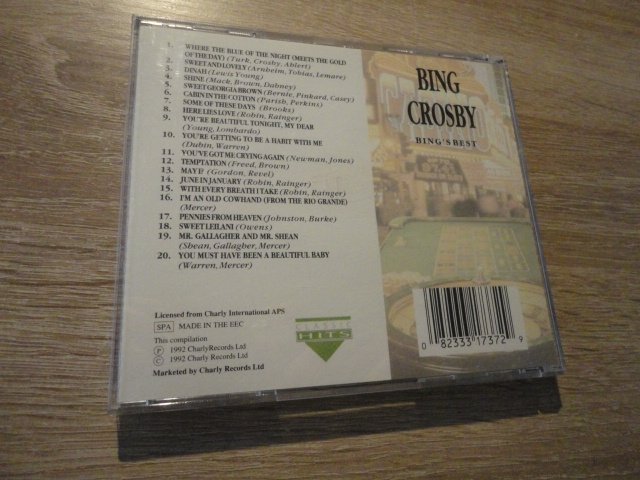 1. WHERE THE BLUE OF THE NIGHT (MEETS THE GOLD
OF THE DAY) (Turk, Crosby, Ahlert)
2. SWEET AND LOVELY (Arnheim, Tobias, Lemare)
3. DINAH (Lewis Young)
4. SHINE (Mack, Brown, Dabney)
5. SWEET GEORGIA BROWN (Bernie, Pinkard, Casey)
6. CABIN IN THE COTTON (Parish, Perkins)
7. SOME OF THESE DAYS (Brooks)
8. HERE LIES LOVE (Robin, Rainger)
9. YOU'RE BEAUTIFUL TONIGHT, MY DEAR
(Young, Lombardo)
10. YOU'RE GETTING TO BE A HABIT WITH ME
(Dubin, Warren)
11. YOU'VE GOT ME CRYING AGAIN (Newman, Jones)
12. TEMPTATION (Freed, Brown)
13. MAY I? (Gordon, Revel)
14. JUNE IN JANUARY (Robin, Rainger)
15. WITH EVERY BREATH I TAKE (Robin, Rainger)
16. I'M AN OLD COWHAND (FROM THE RIO GRANDE)
(Mercer)
17. PENNIES FROM HEAVEN (Johnston, Burke)
18. SWEET LEILANI (Owens)
19. MR. GALLAGHER AND MR. SHEAN
(Shean, Gallagher, Mercer)
20. YOU MUST HAVE BEEN A BEAUTIFUL BABY
(Warren, Mercer)
Licensed from Charly International APS
SPA MADE IN THE EEC
This compilation
℗ 1992 Charly Records Ltd
© 1992 Charly Records Ltd
Marketed by Charly Records Ltd
CLASSIC
HITS
BING
CROSBY
BING'S BEST
0 82333 17372 9